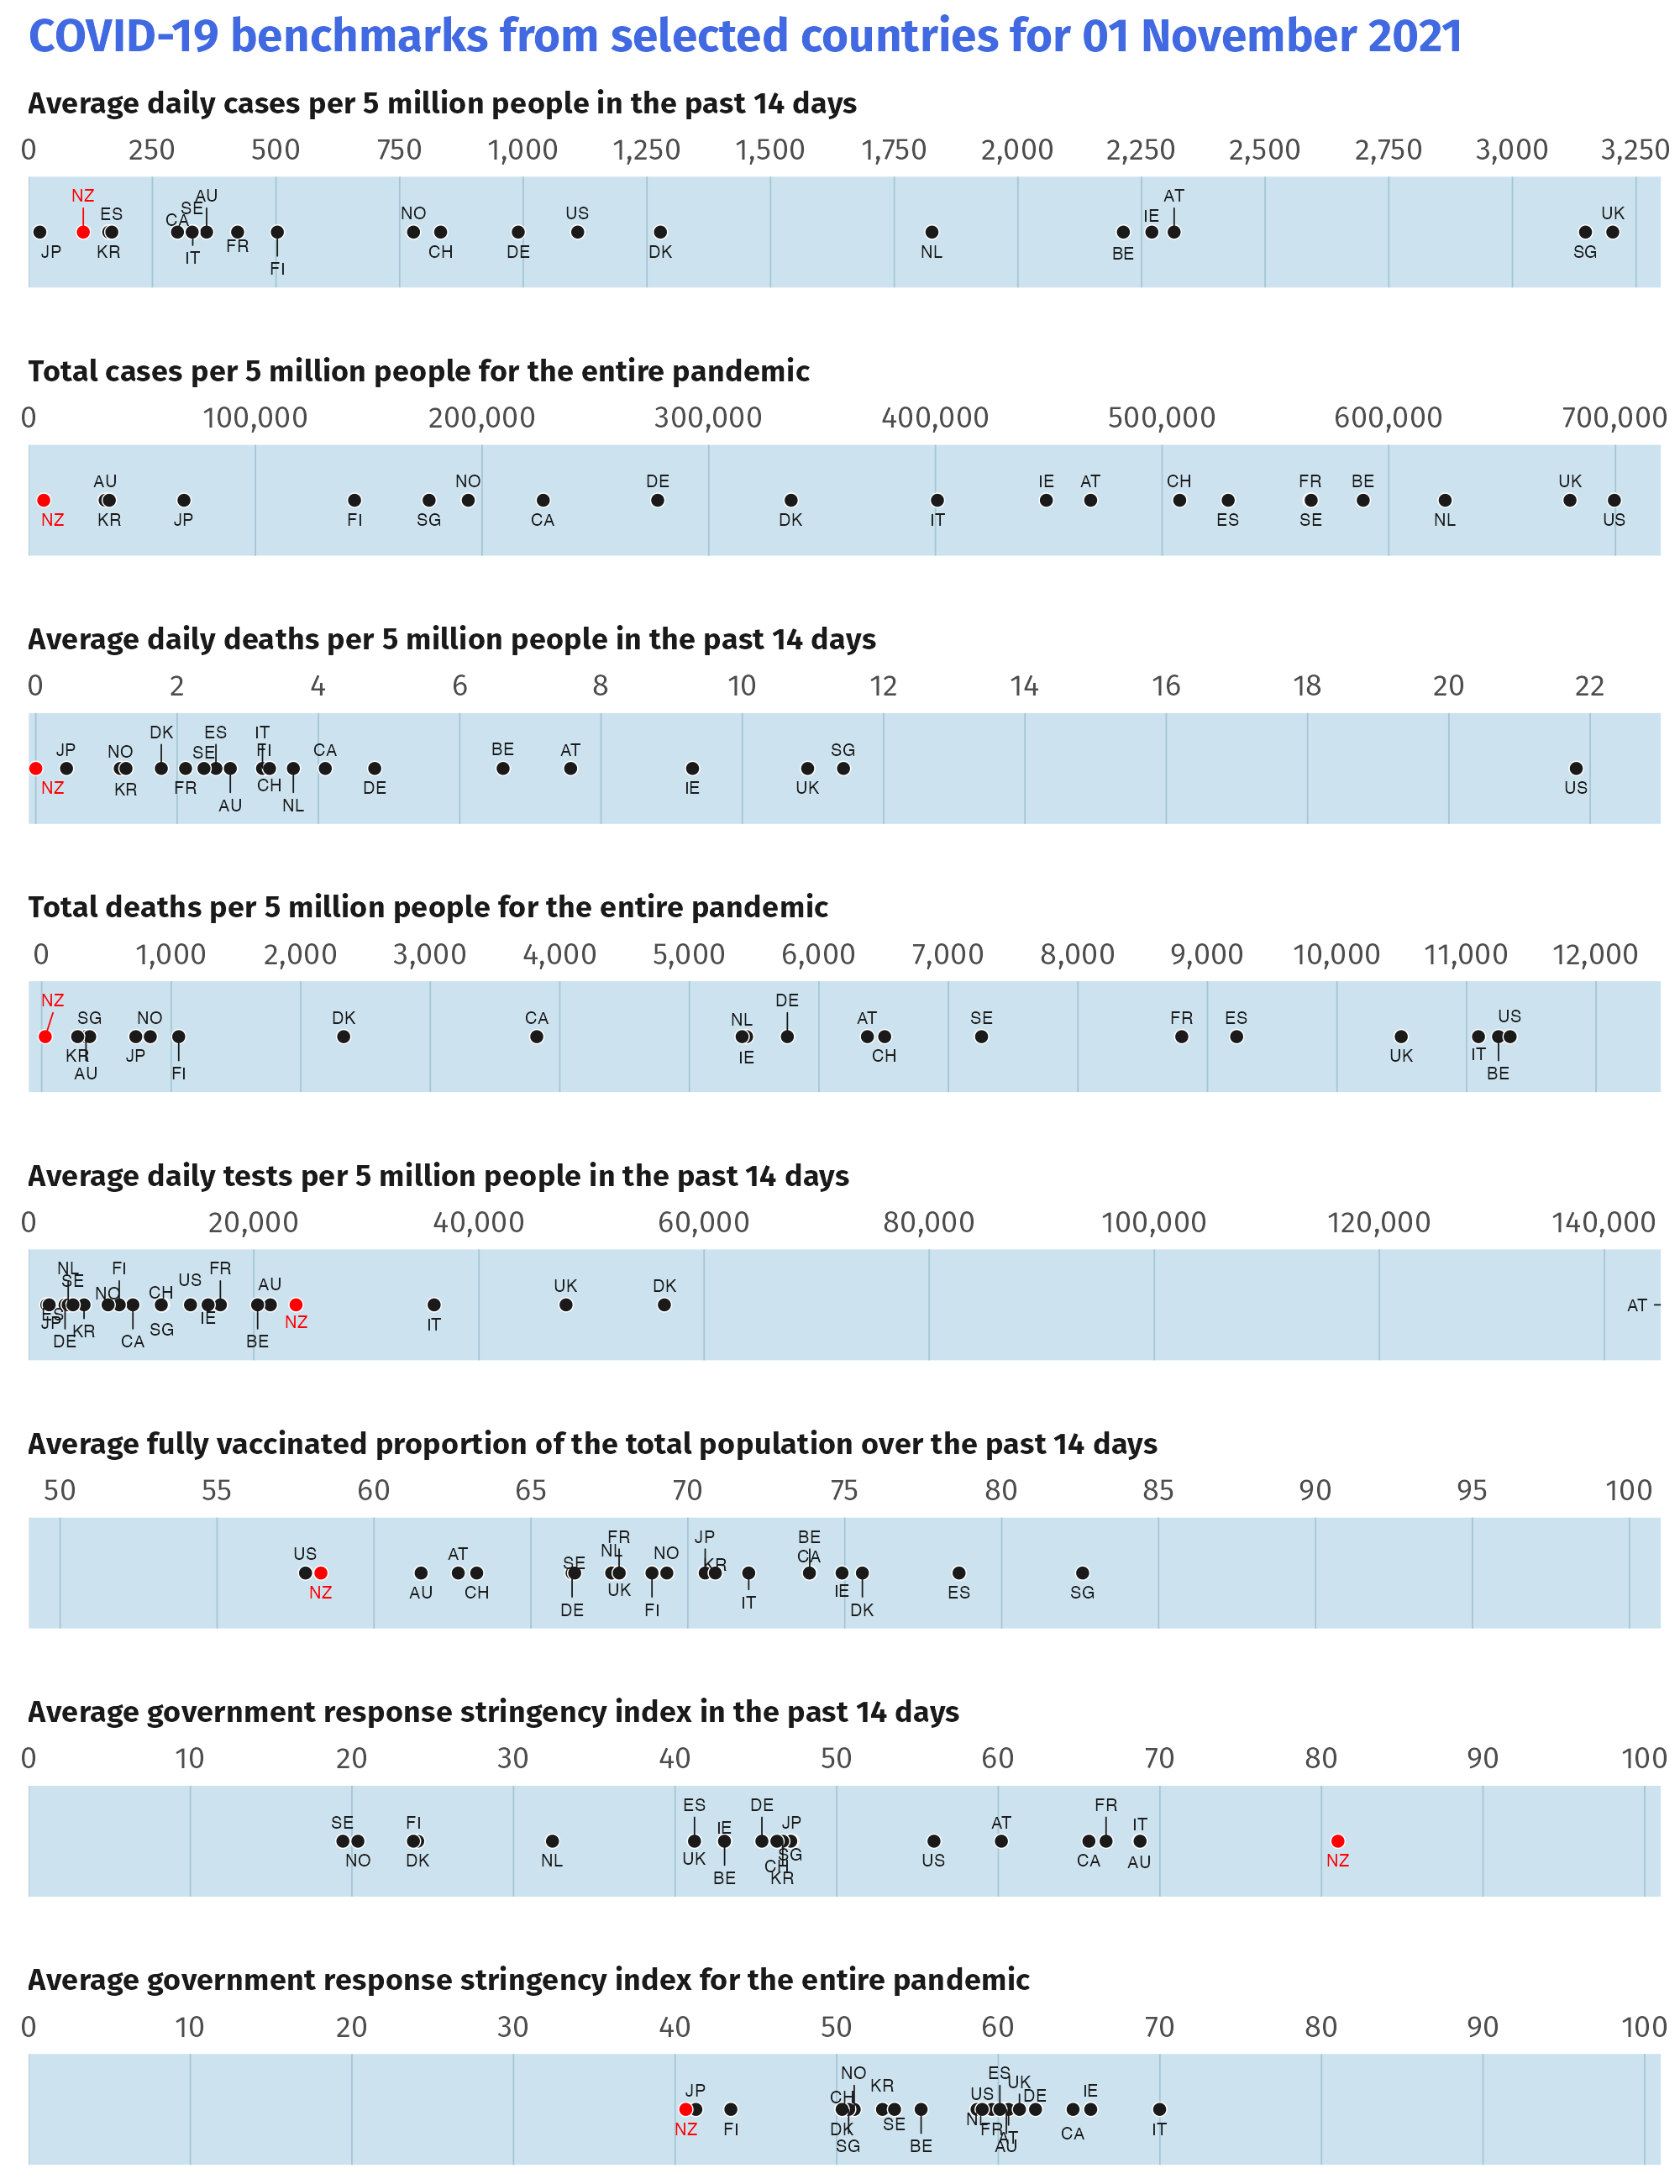 COVID-19 benchmarks from selected countries for 01 November 2021
Average daily cases per 5 million people in the past 14 days
0 250 500 750 1,000 1,250 1,500 1,750 2,000 2,250 2,500 2,750 3,000 3,250
NZ AU AT
ES SE NO US IE UK
CA
JP KR IT FR FI CH DE DK NL BE SG
Total cases per 5 million people for the entire pandemic
0 100,000 200,000 300,000 400,000 500,000 600,000 700,000
AU NO DE IE AT CH FR BE UK
NZ KR JP FI SG CA DK IT ES SE NL US
Average daily deaths per 5 million people in the past 14 days
0 2 4 6 8 10 12 14 16 18 20 22
DK ES IT
JP NO SE FI CA BE AT SG
NZ KR FR CH DE IE UK US
AU NL
Total deaths per 5 million people for the entire pandemic
0 1,000 2,000 3,000 4,000 5,000 6,000 7,000 8,000 9,000 10,000 11,000 12,000
NZ DE
SG NO DK CA NL AT SE FR ES US
KR JP IE CH UK IT
AU FI BE
Average daily tests per 5 million people in the past 14 days
0 20,000 40,000 60,000 80,000 100,000 120,000 140,000
NL FI FR
SE NO CH US AU UK DK
AT
ES IE NZ
JP KR SG IT
DE CA BE
Average fully vaccinated proportion of the total population over the past 14 days
50 55 60 65 70 75 80 85 90 95 100
FR JP BE
US AT SE NL NO KR CA
NZ AU CH UK IT IE ES SG
DE FI DK
Average government response stringency index in the past 14 days
0 10 20 30 40 50 60 70 80 90 100
ES DE FR
SE FI IE JP AT IT
NO DK NL UK CH SG US CA AU NZ
BE KR
Average government response stringency index for the entire pandemic
0 10 20 30 40 50 60 70 80 90 100
NO ES
JP CH KR US UK DE IE
NZ FI DK SE NL FR AT CA IT
SG BE AU